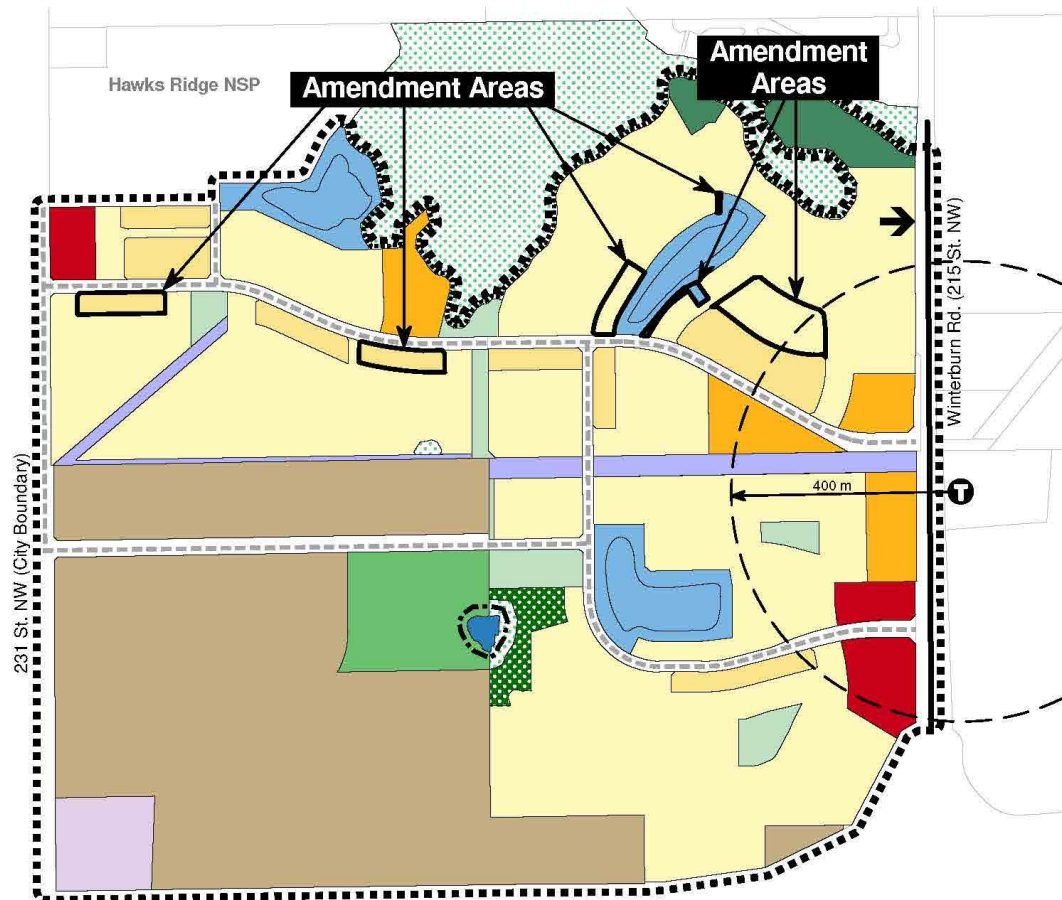 Hawks Ridge NSP
Amendment Areas
Amendment
Areas
Winterburn Rd. (215 St. NW)
231 St. NW (City Boundary)
400 m
T